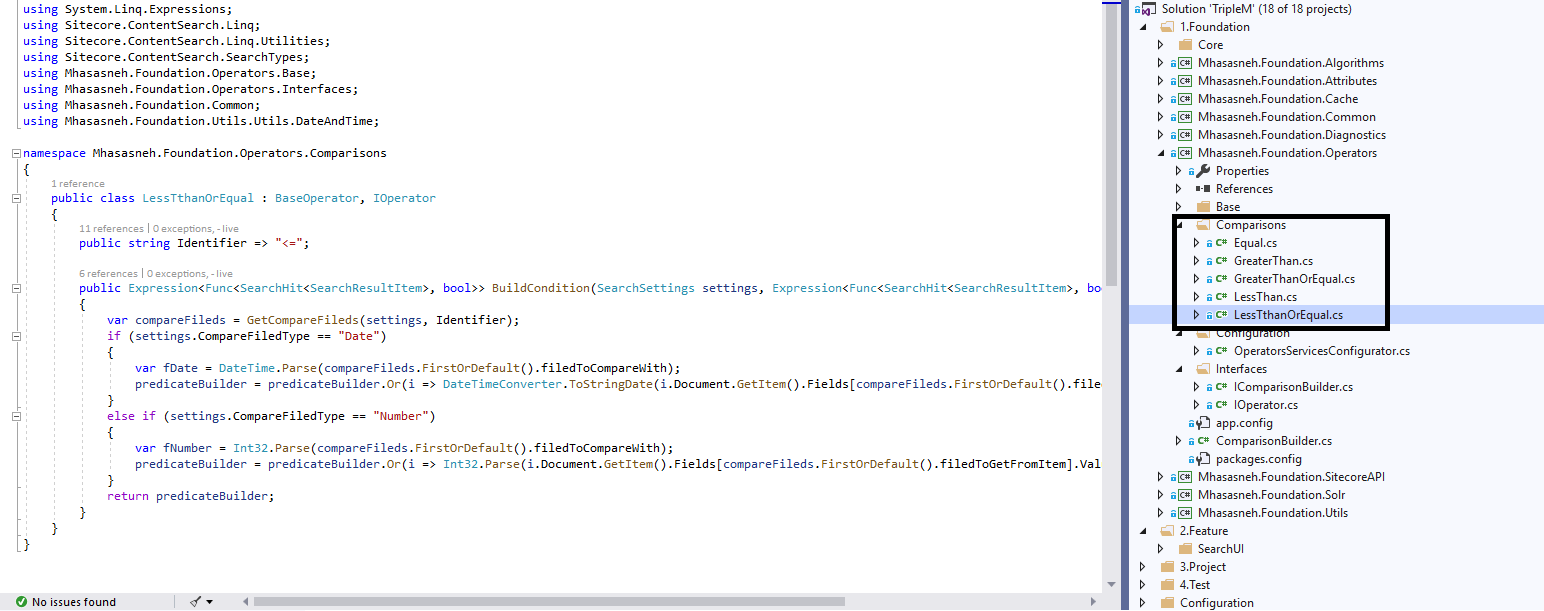 using System.Linq.Expressions;
using Sitecore.ContentSearch.Linq;
using Sitecore.ContentSearch.Linq.Utilities;
using Sitecore.ContentSearch.SearchTypes;
using Mhasasneh.Foundation.Operators.Base;
using Mhasasneh.Foundation.Operators.Interfaces;
using Mhasasneh.Foundation.Common;
using Mhasasneh.Foundation.Utils.Utils.DateAndTime;
namespace Mhasasneh.Foundation.Operators.Comparisons
{
1 reference
public class LessTthanOrEqual : BaseOperator, IOperator
{
11 references | 0 exceptions, - live
public string Identifier => "<=";
6 references | 0 exceptions, - live
public Expression<Func<SearchHit<SearchResultItem>, bool>> BuildCondition(SearchSettings settings, Expression<Func<SearchHit<SearchResultItem>, bo
{
var compareFileds = GetCompareFileds(settings, Identifier);
if (settings.CompareFiledType == "Date")
{
var fDate = DateTime.Parse(compareFileds.FirstOrDefault().filedToCompareWith);
predicateBuilder = predicateBuilder.Or(i => DateTimeConverter.ToStringDate(i.Document.GetItem().Fields[compareFileds.FirstOrDefault().file
}
else if (settings.CompareFiledType == "Number")
{
var fNumber = Int32.Parse(compareFileds.FirstOrDefault().filedToCompareWith);
predicateBuilder = predicateBuilder.Or(i => Int32.Parse(i.Document.GetItem().Fields[compareFileds.FirstOrDefault().filedToGetFromItem].Val
}
return predicateBuilder;
}
}
}
No issues found
Solution 'TripleM' (18 of 18 projects)
1.Foundation
Core
C# Mhasasneh.Foundation.Algorithms
C# Mhasasneh.Foundation.Attributes
C# Mhasasneh.Foundation.Cache
C# Mhasasneh.Foundation.Common
C# Mhasasneh.Foundation.Diagnostics
C# Mhasasneh.Foundation.Operators
Properties
References
Base
Comparisons
C# Equal.cs
C# GreaterThan.cs
C# GreaterThanOrEqual.cs
C# LessThan.cs
C# LessTthanOrEqual.cs
Configuration
C# OperatorsServicesConfigurator.cs
Interfaces
C# IComparisonBuilder.cs
C# IOperator.cs
app.config
C# ComparisonBuilder.cs
packages.config
C# Mhasasneh.Foundation.SitecoreAPI
C# Mhasasneh.Foundation.Solr
C# Mhasasneh.Foundation.Utils
2.Feature
SearchUI
3.Project
4.Test
Configuration